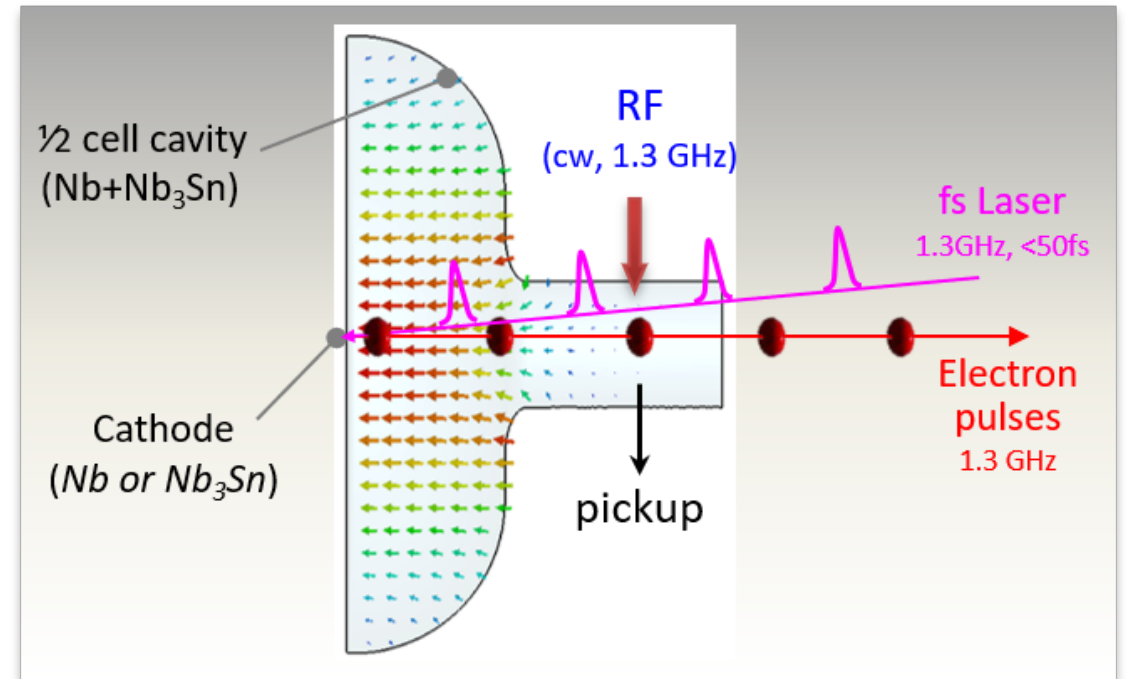 ½ cell cavity
(Nb+Nb₃Sn)
RF
(cw, 1.3 GHz)
fs Laser
1.3GHz, <50fs
Cathode
(Nb or Nb₃Sn)
pickup
Electron
pulses
1.3 GHz